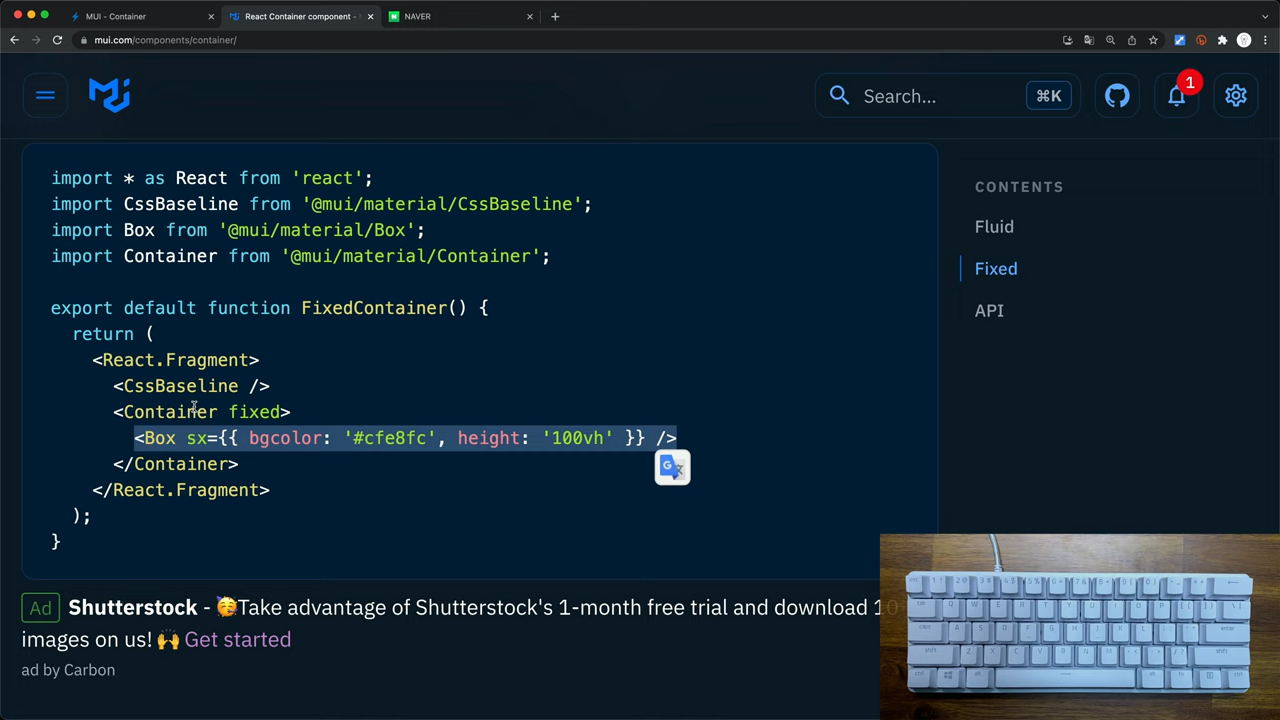 MUI - Container
React Container component -
NAVER
mui.com/components/container/
Search...
⌘K
1
import * as React from 'react';
import CssBaseline from '@mui/material/CssBaseline';
import Box from '@mui/material/Box';
import Container from '@mui/material/Container';
export default function FixedContainer() {
return (
<React.Fragment>
<CssBaseline />
<Container fixed>
<Box sx={{ bgcolor: '#cfe8fc', height: '100vh' }} />
</Container>
</React.Fragment>
);
}
CONTENTS
Fluid
Fixed
API
Ad Shutterstock - 🥳Take advantage of Shutterstock's 1-month free trial and download 10
images on us! 🙌 Get started
ad by Carbon